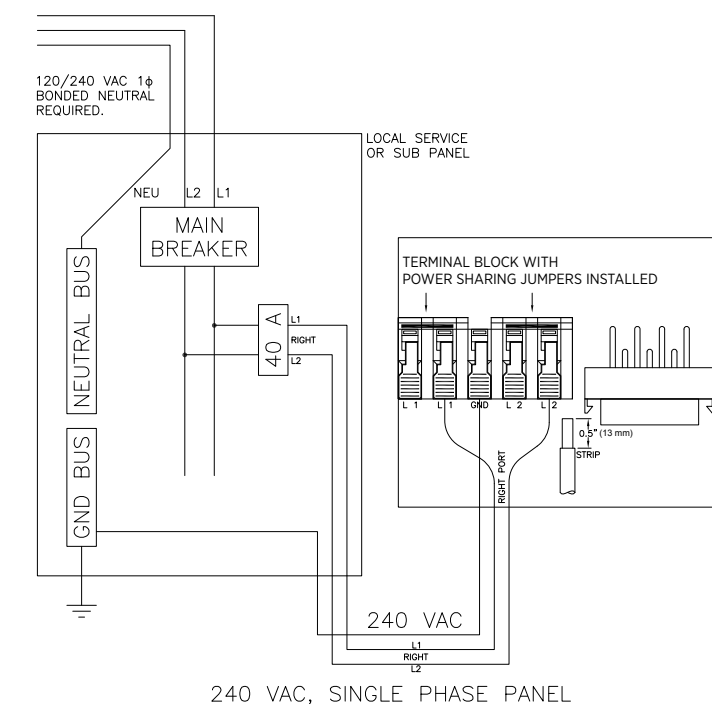 120/240 VAC 1ϕ
BONDED NEUTRAL
REQUIRED.
LOCAL SERVICE
OR SUB PANEL
NEU L2 L1
MAIN
BREAKER
NEUTRAL BUS
GND BUS
40 A
L1
RIGHT
L2
TERMINAL BLOCK WITH
POWER SHARING JUMPERS INSTALLED
L 1 L 1 GND L 2 L 2
0.5" (13 mm)
STRIP
RIGHT PORT
240 VAC
L1
RIGHT
L2
240 VAC, SINGLE PHASE PANEL